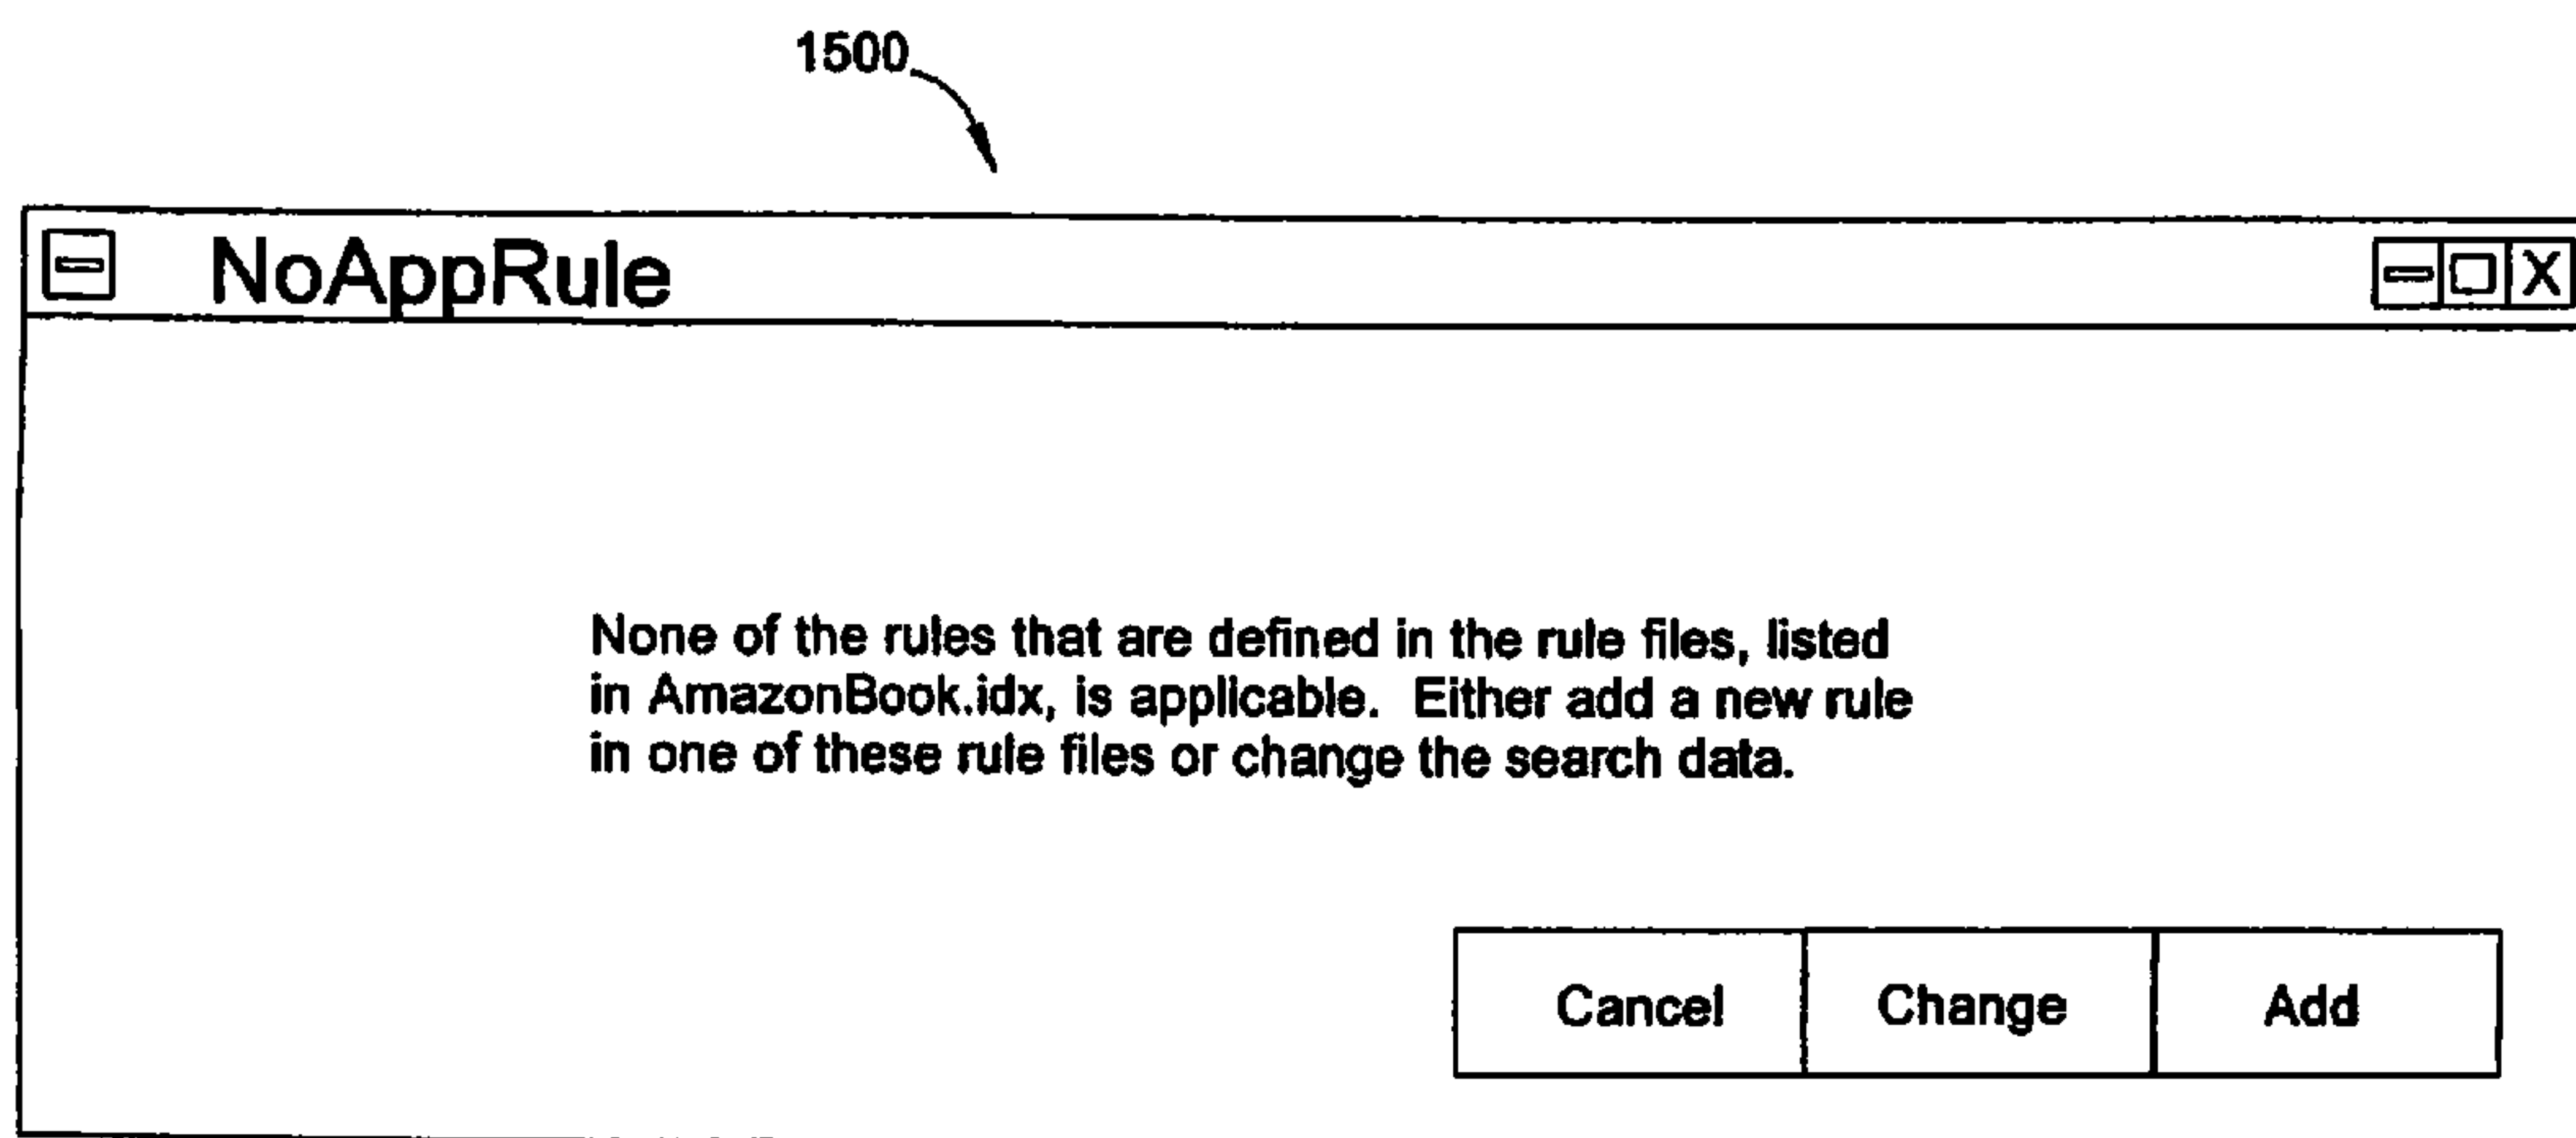 1500
NoAppRule
X
None of the rules that are defined in the rule files, listed
in AmazonBook.idx, is applicable.  Either add a new rule
in one of these rule files or change the search data.
Cancel
Change
Add